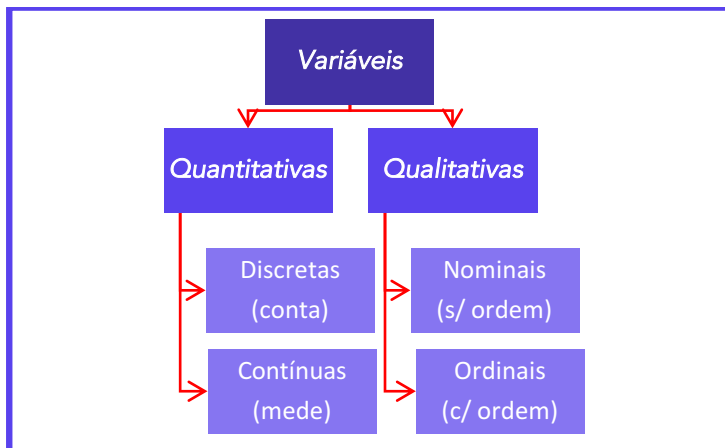 Variáveis
Quantitativas
Qualitativas
Discretas
(conta)
Nominais
(s/ ordem)
Contínuas
(mede)
Ordinais
(c/ ordem)